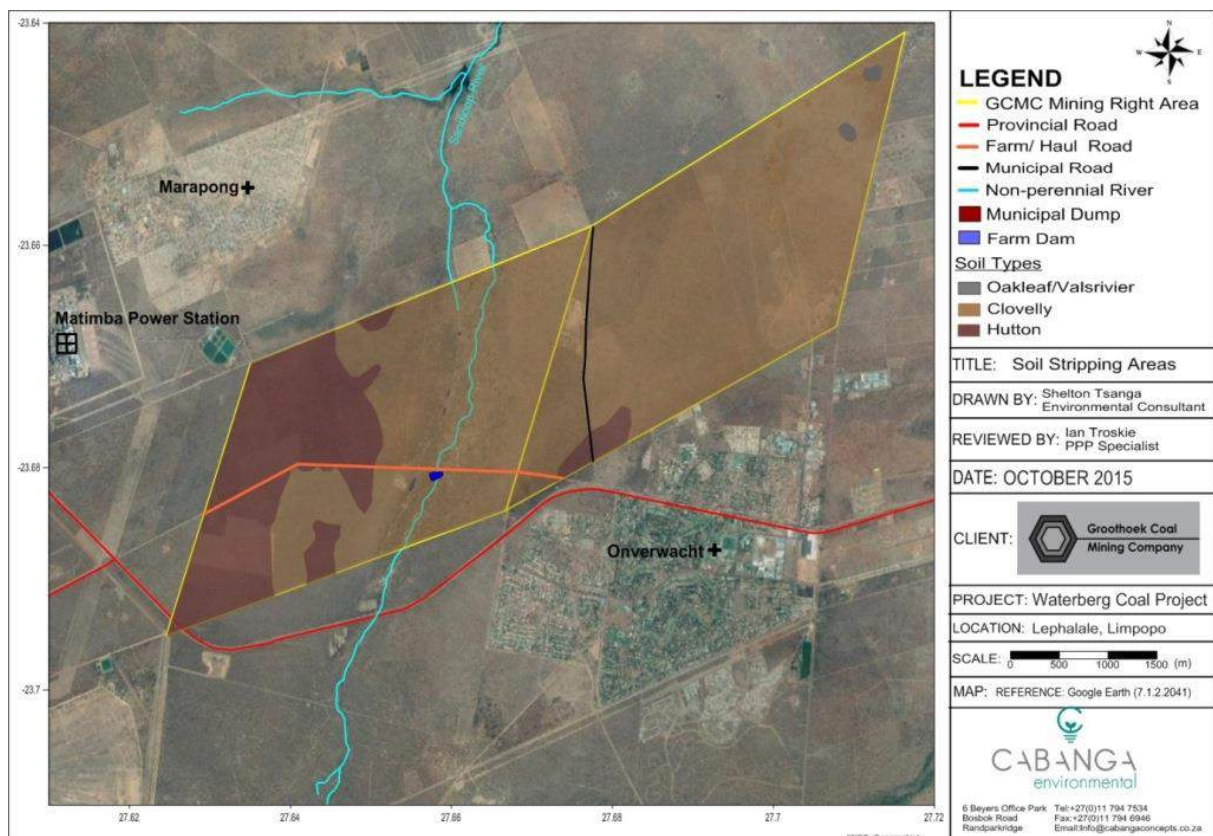 -23.64
-23.66
-23.68
-23.7
27.62
27.64
27.66
27.68
27.7
27.72
Sandloop River
Marapong
Matimba Power Station
Onverwacht
N
W
E
S
LEGEND
GCMC Mining Right Area
Provincial Road
Farm/ Haul Road
Municipal Road
Non-perennial River
Municipal Dump
Farm Dam
Soil Types
Oakleaf/Valsrivier
Clovelly
Hutton
TITLE: Soil Stripping Areas
DRAWN BY: Shelton Tsanga
Environmental Consultant
REVIEWED BY: Ian Troskie
PPP Specialist
DATE: OCTOBER 2015
CLIENT:
Groothoek Coal
Mining Company
PROJECT: Waterberg Coal Project
LOCATION: Lephalale, Limpopo
SCALE: 0 500 1000 1500 (m)
MAP: REFERENCE: Google Earth (7.1.2.2041)
CABANGA
environmental
6 Beyers Office Park Tel:+27(0)11 794 7534
Bosbok Road Fax:+27(0)11 794 6946
Randparkridge Email:Info@cabangaconcepts.co.za